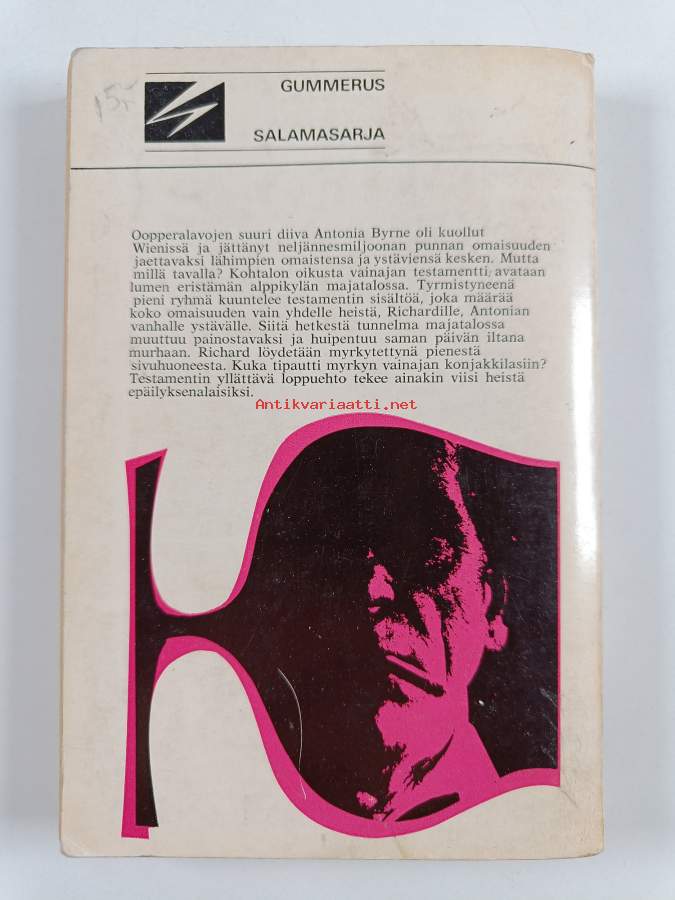 GUMMERUS
15,-
SALAMASARJA
Oopperalavojen suuri diiva Antonia Byrne oli kuollut
Wienissä ja jättänyt neljännesmiljoonan punnan omaisuuden
jaettavaksi lähimpien omaistensa ja ystäviensä kesken. Mutta
millä tavalla? Kohtalon oikusta vainajan testamentti avataan
lumen eristämän alppikylän majatalossa. Tyrmistyneenä
pieni ryhmä kuuntelee testamentin sisältöä, joka määrää
koko omaisuuden vain yhdelle heistä, Richardille, Antonian
vanhalle ystävälle. Siitä hetkestä tunnelma majatalossa
muuttuu painostavaksi ja huipentuu saman päivän iltana
murhaan. Richard löydetään myrkytettynä pienestä
sivuhuoneesta. Kuka tipautti myrkyn vainajan konjakkilasiin?
Testamentin yllättävä loppuehto tekee ainakin viisi heistä
epäilyksenalaisiksi.
Antikvariaatti.net